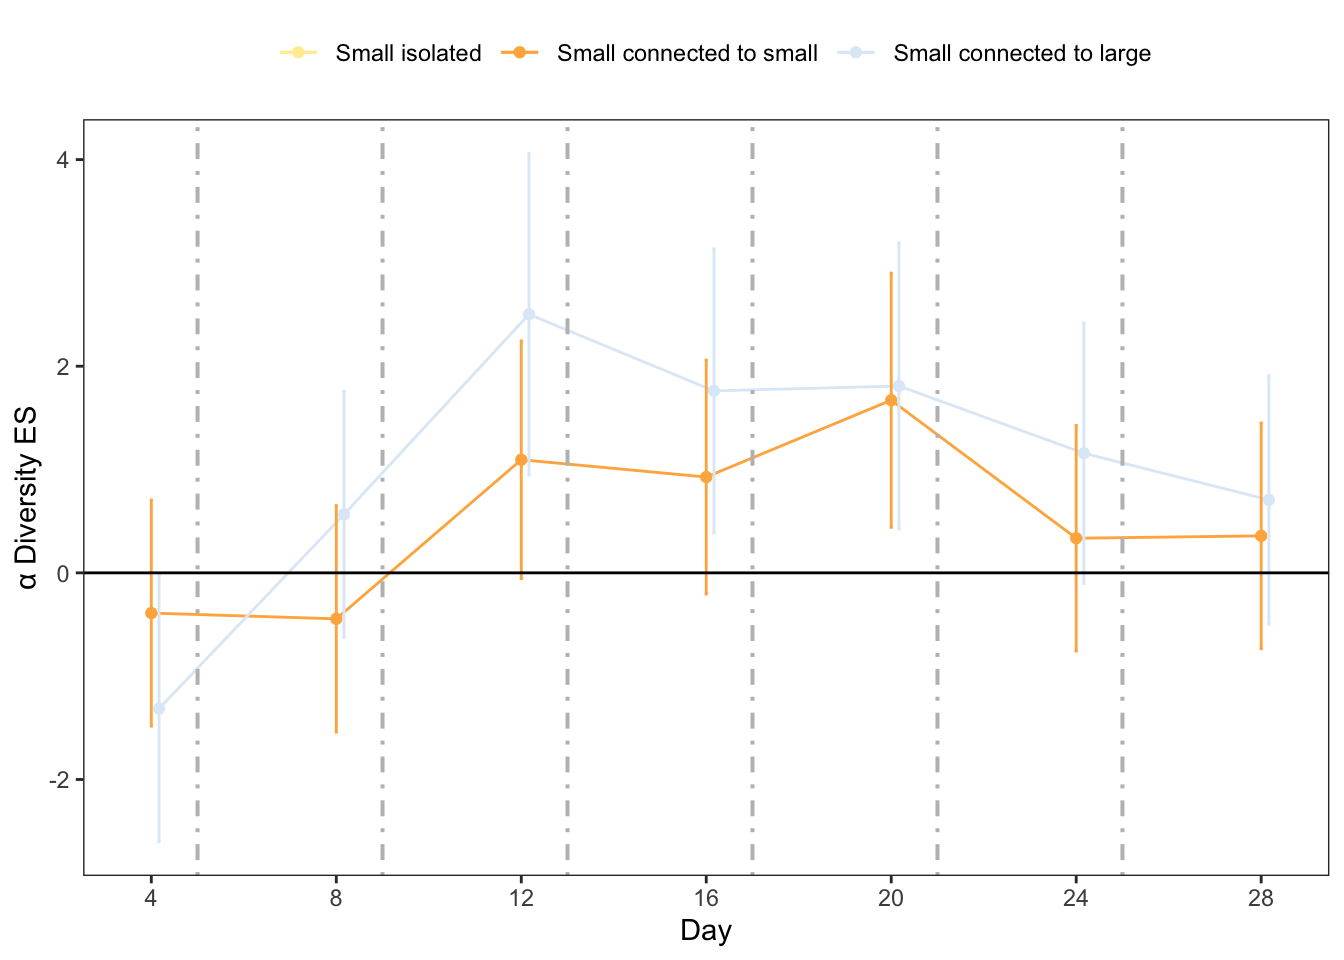 Small isolated Small connected to small Small connected to large
α Diversity ES
4
2
0
-2
4 8 12 16 20 24 28
Day